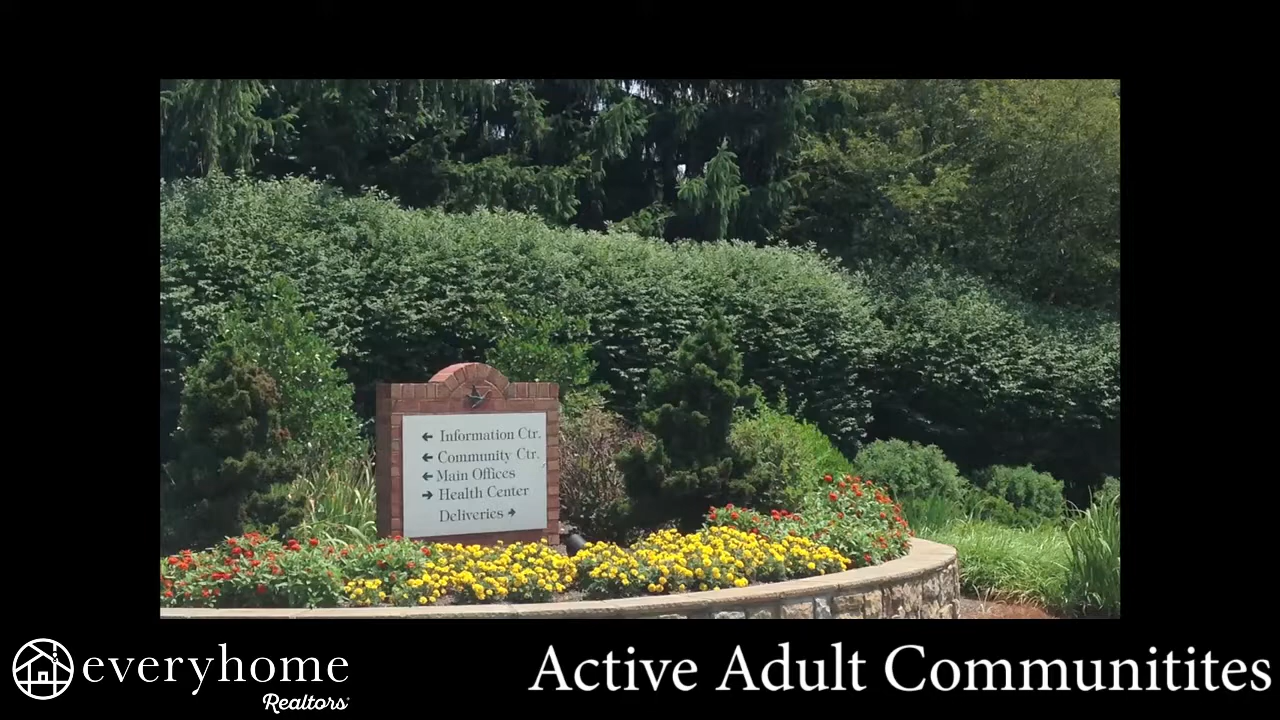 ← Information Ctr.
← Community Ctr.
← Main Offices
→ Health Center
Deliveries →
everyhome
Realtors
Active Adult Communitites